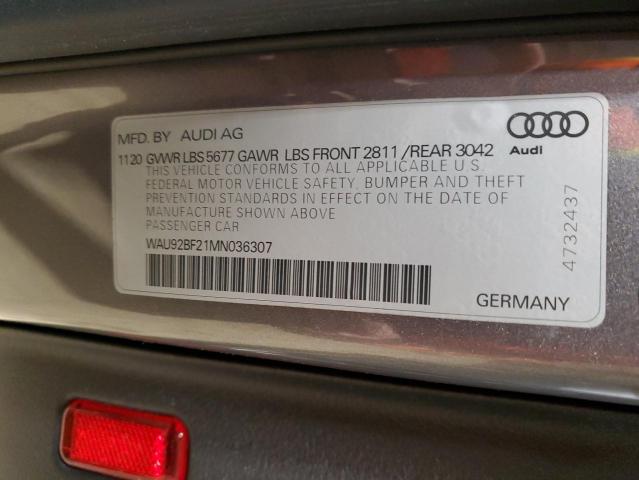 MFD. BY AUDI AG
1120 GVWR LBS 5677 GAWR LBS FRONT 2811 /REAR 3042
THIS VEHICLE CONFORMS TO ALL APPLICABLE U.S.
FEDERAL MOTOR VEHICLE SAFETY, BUMPER AND THEFT
PREVENTION STANDARDS IN EFFECT ON THE DATE OF
MANUFACTURE SHOWN ABOVE
PASSENGER CAR
WAU92BF21MN036307
Audi
4732437
GERMANY